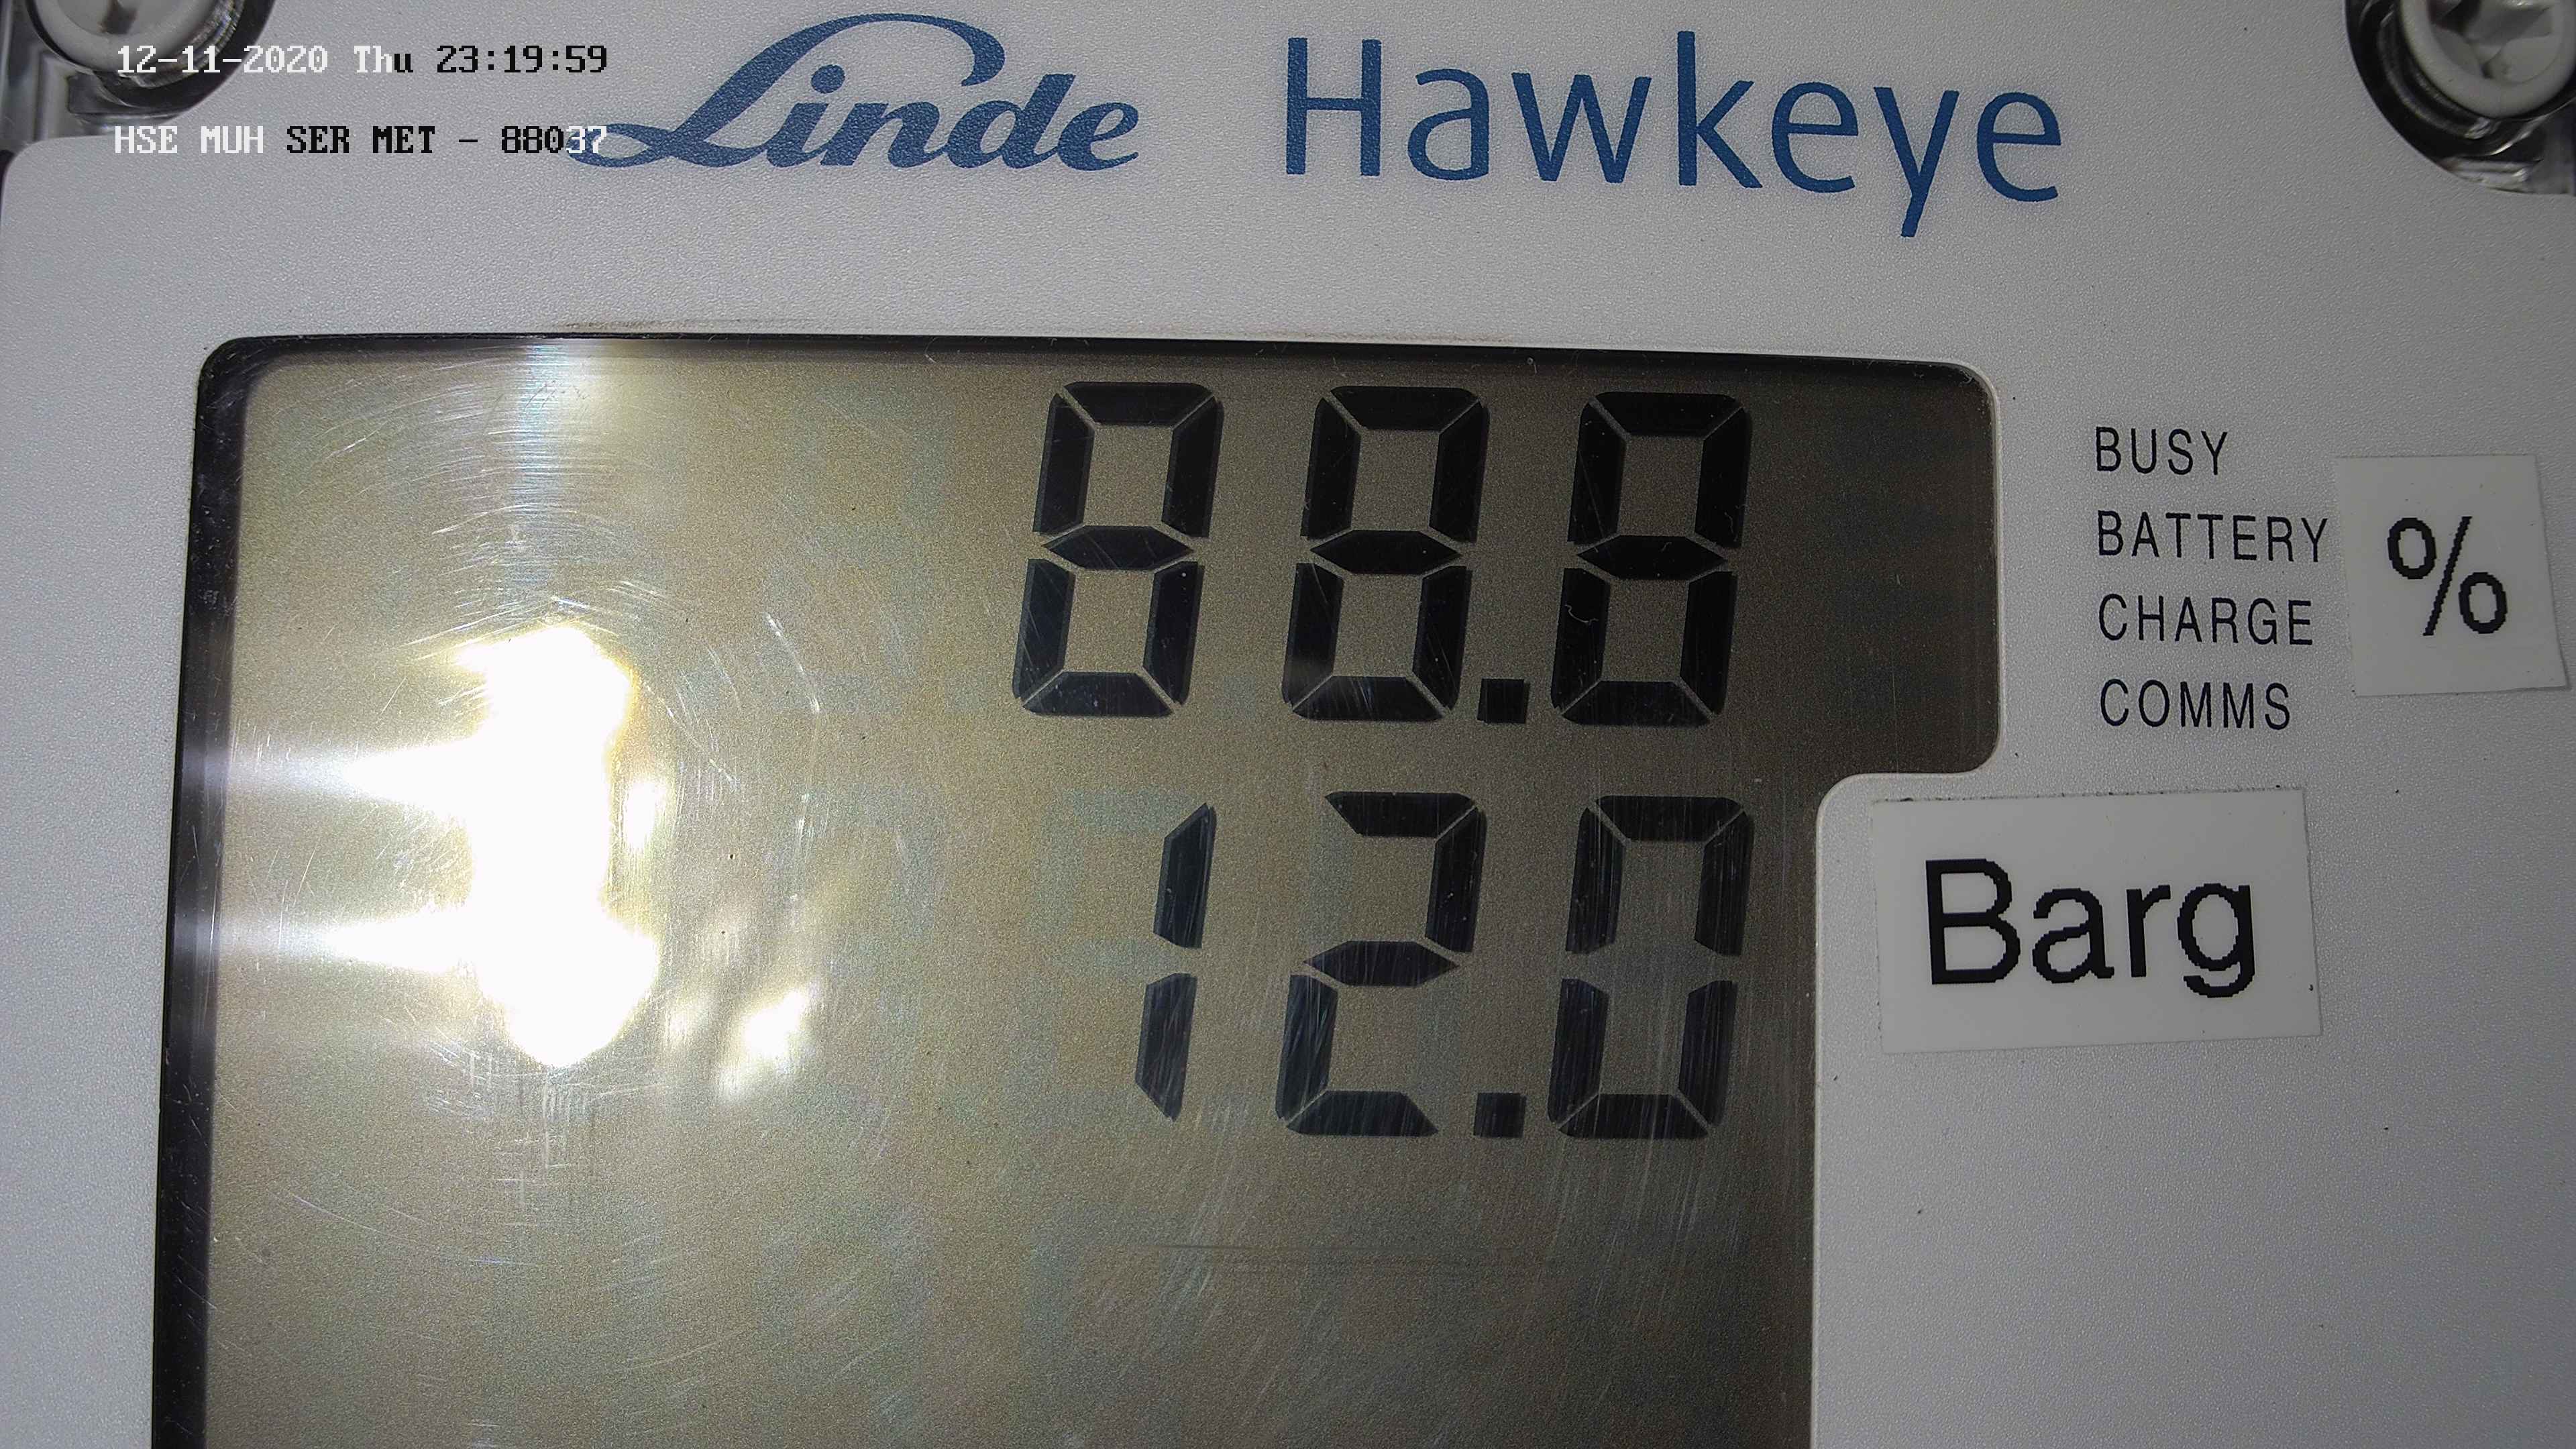 12-11-2020 Thu 23:19:59
HSE MUH SER MET - 88037
Linde Hawkeye
88.8
BUSY
BATTERY
CHARGE
COMMS
%
12.0
Barg